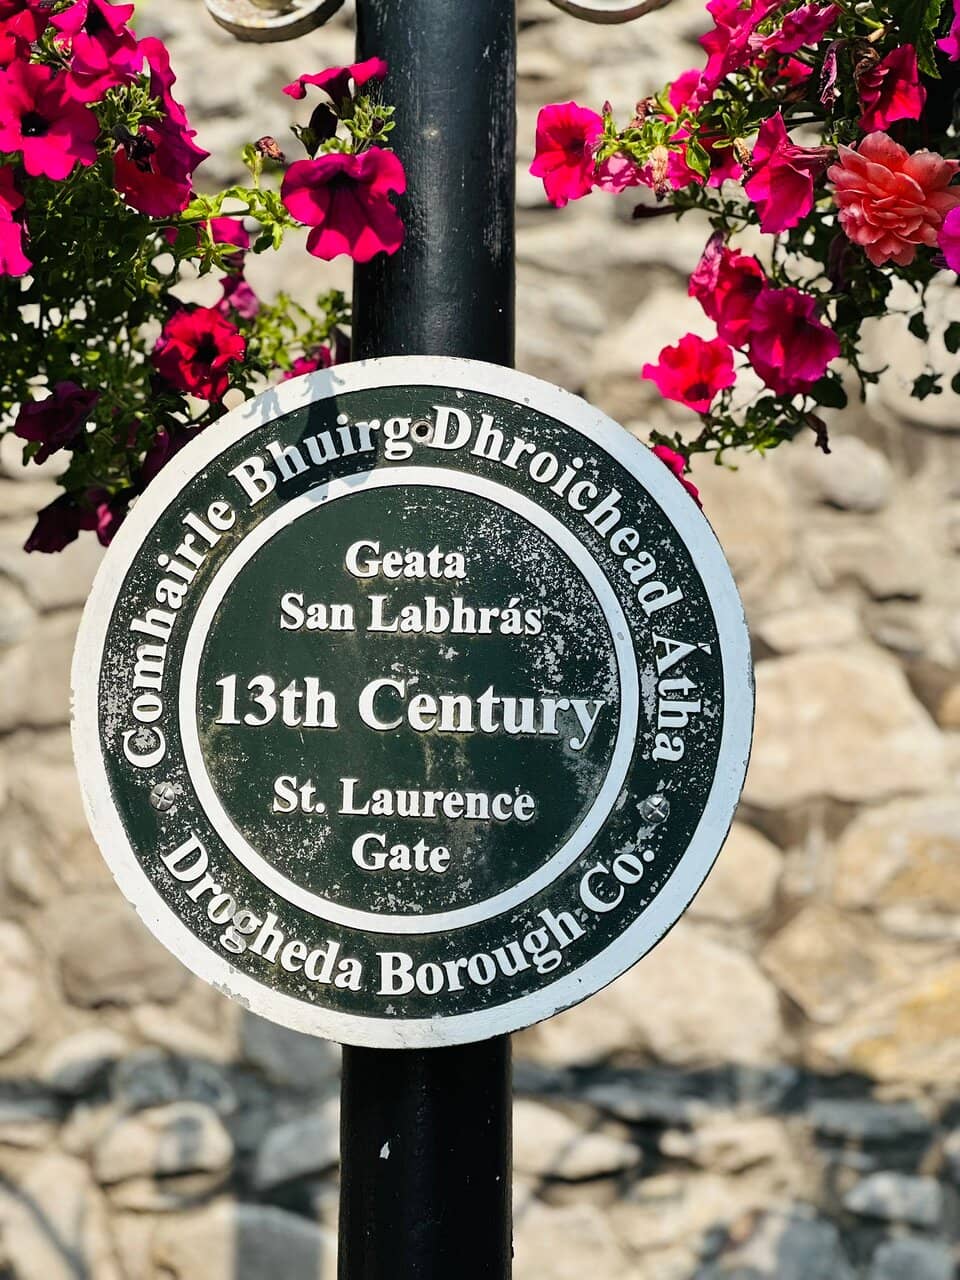 Comhairle Bhuirg Dhroichead Átha
Geata
San Labhrás
13th Century
St. Laurence
Gate
Drogheda Borough Co.